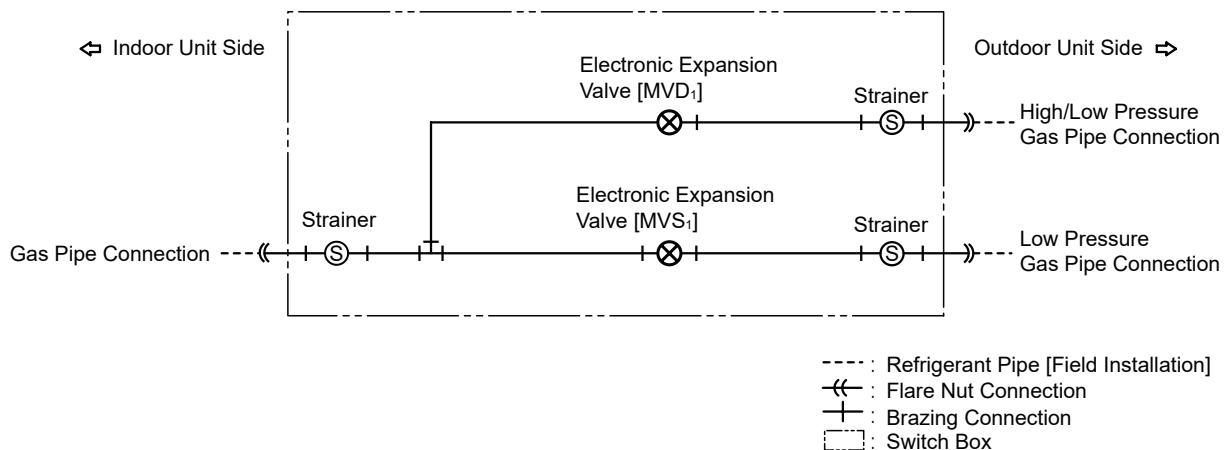 Indoor Unit Side
Outdoor Unit Side
Electronic Expansion
Valve [MVD₁]
Strainer
S
High/Low Pressure
Gas Pipe Connection
Electronic Expansion
Valve [MVS₁]
Strainer
Strainer
Gas Pipe Connection
S
S
Low Pressure
Gas Pipe Connection
: Refrigerant Pipe [Field Installation]
: Flare Nut Connection
: Brazing Connection
: Switch Box